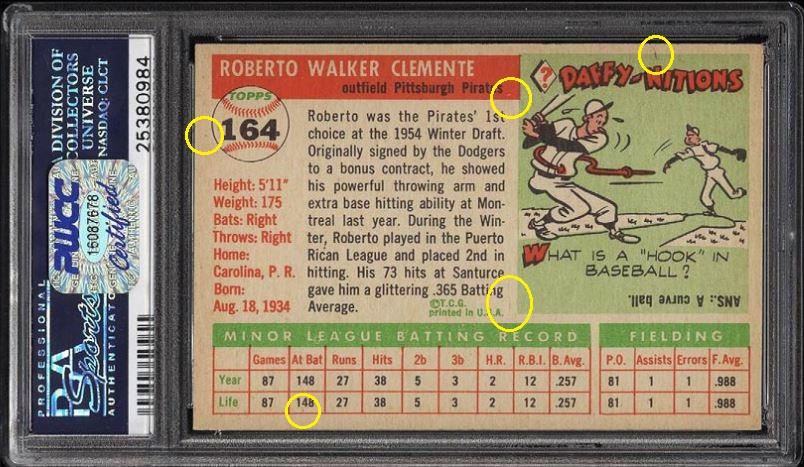 A DIVISION OF
COLLECTORS
UNIVERSE
NASDAQ: CLCT
25380984
PWCC
16087678
certified
PROFESSIONAL
PSA
Sports
AUTHENTICATOR
ROBERTO WALKER CLEMENTE
outfield Pittsburgh Pirates
TOPPS
164
Height: 5'11"
Weight: 175
Bats: Right
Throws: Right
Home:
Carolina, P. R.
Born:
Aug. 18, 1934
Roberto was the Pirates' 1st
choice at the 1954 Winter Draft.
Originally signed by the Dodgers
to a bonus contract, he showed
his powerful throwing arm and
extra base hitting ability at Mon-
treal last year. During the Win-
ter, Roberto played in the Puerto
Rican League and placed 2nd in
hitting. His 73 hits at Santurce
gave him a glittering .365 Batting
Average.
©T.C.G.
printed in U.S.A.
?
DAFFY-NITIONS
WHAT IS A "HOOK" IN
BASEBALL?
ANS.: A curve ball.
MINOR LEAGUE BATTING RECORD
FIELDING
Games At Bat Runs Hits 2b 3b H.R. R.B.I. B. Avg. P.O. Assists Errors F. Avg.
Year 87 148 27 38 5 3 2 12 .257 81 1 1 .988
Life 87 148 27 38 5 3 2 12 .257 81 1 1 .988